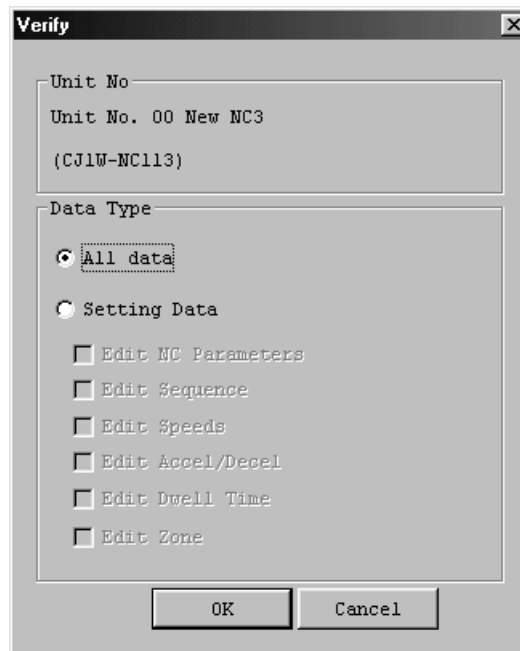 Verify
Unit No
Unit No. 00 New NC3
(CJ1W-NC113)
Data Type
All data
Setting Data
Edit NC Parameters
Edit Sequence
Edit Speeds
Edit Accel/Decel
Edit Dwell Time
Edit Zone
OK Cancel